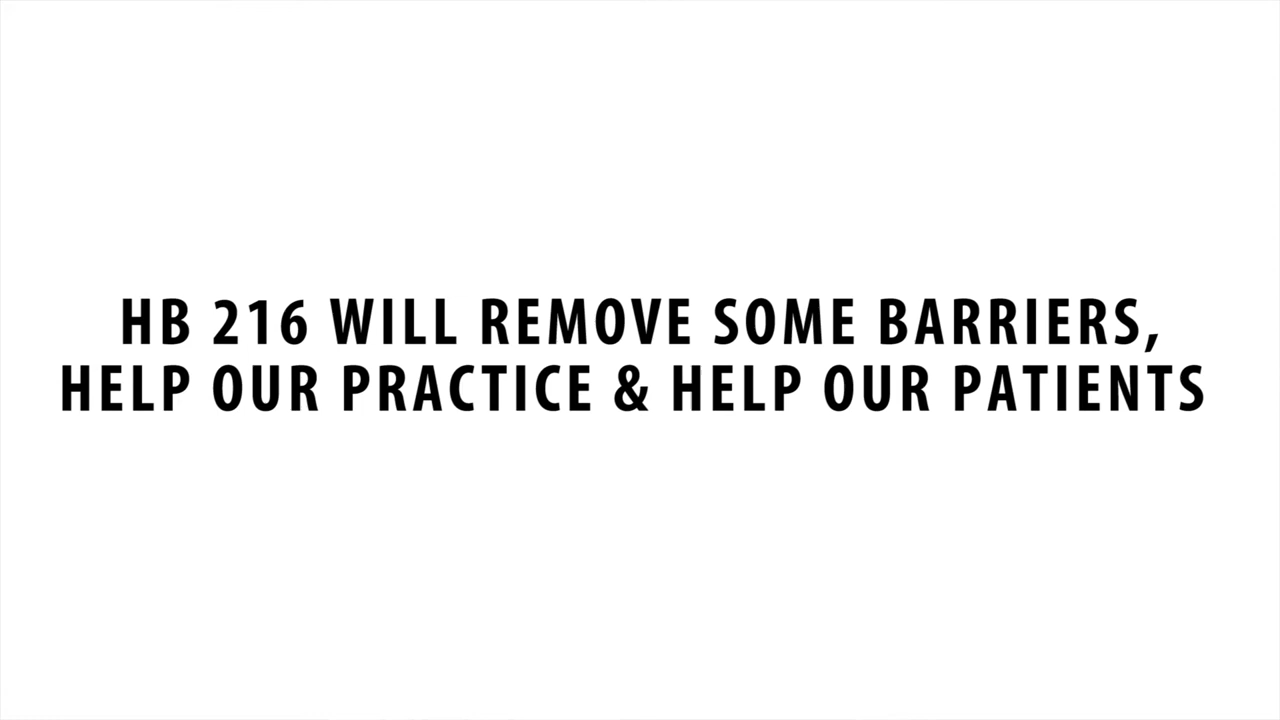 HB 216 WILL REMOVE SOME BARRIERS,
HELP OUR PRACTICE & HELP OUR PATIENTS